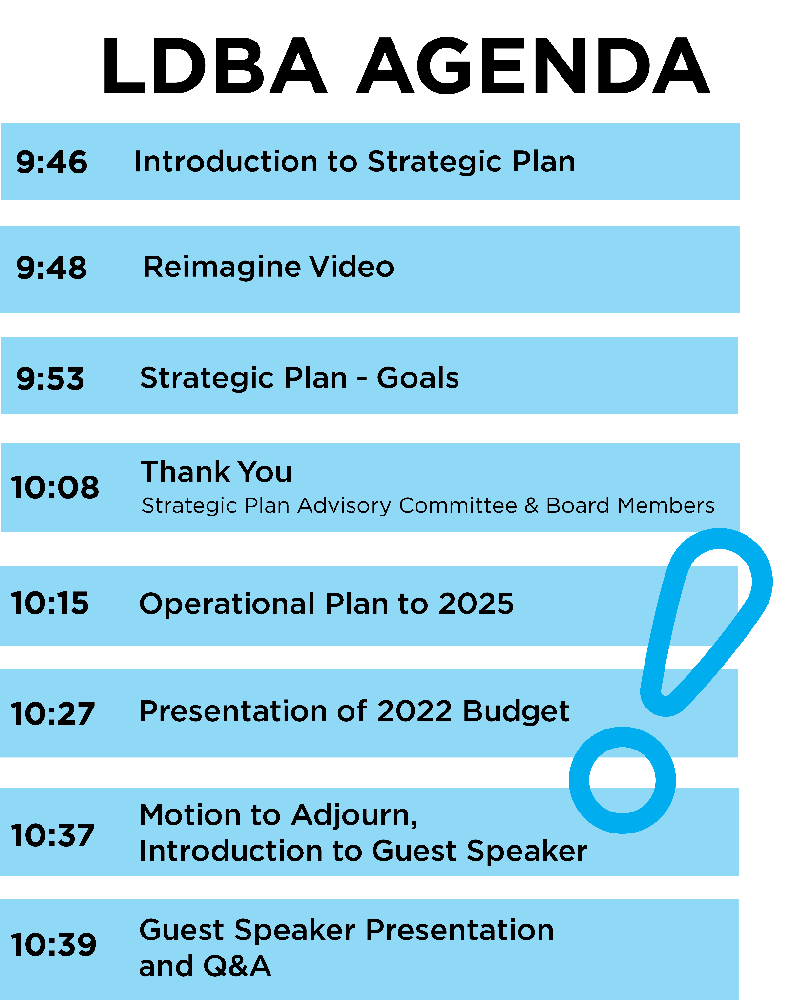 LDBA AGENDA
9:46 Introduction to Strategic Plan
9:48 Reimagine Video
9:53 Strategic Plan - Goals
10:08 Thank You
Strategic Plan Advisory Committee & Board Members
10:15 Operational Plan to 2025
10:27 Presentation of 2022 Budget
10:37 Motion to Adjourn,
Introduction to Guest Speaker
10:39 Guest Speaker Presentation
and Q&A